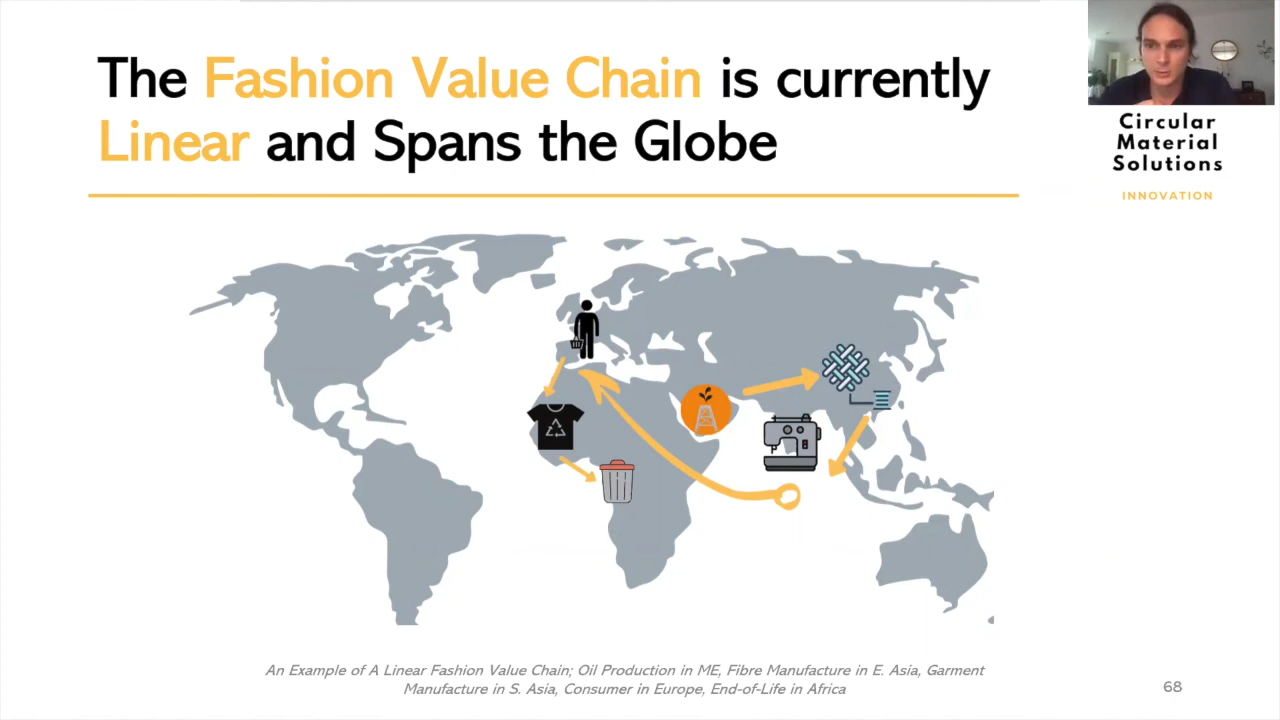 The Fashion Value Chain is currently
Linear and Spans the Globe
Circular
Material
Solutions
INNOVATION
An Example of A Linear Fashion Value Chain; Oil Production in ME, Fibre Manufacture in E. Asia, Garment
Manufacture in S. Asia, Consumer in Europe, End-of-Life in Africa
68